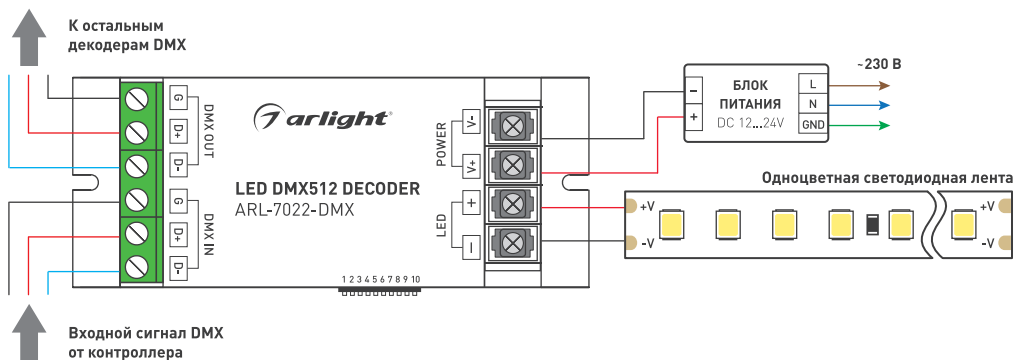 К остальным
декодерам DMX
G
D+
D-
DMX OUT
G
D+
D-
DMX IN
arlight
LED DMX512 DECODER
ARL-7022-DMX
1 2 3 4 5 6 7 8 9 10
POWER
V-
V+
LED
+
—
-
+
БЛОК
ПИТАНИЯ
DC 12...24V
L
N
GND
~230 В
Одноцветная светодиодная лента
+V
-V
+V
-V
Входной сигнал DMX
от контроллера